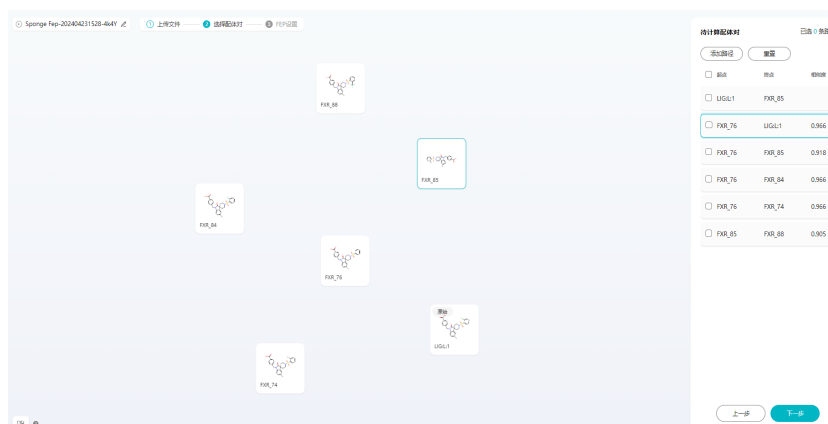 Sponge Fep-202404231528-4k4Y
1 上传文件
2 选择配体对
3 FEP设置
FXR_88
FXR_85
FXR_84
FXR_76
原始
LIG:L:1
FXR_74
待计算配体对 已选 0 条路
添加路径 重置
起点 终点 相似度
LIG:L:1 FXR_85
FXR_76 LIG:L:1 0.966
FXR_76 FXR_85 0.918
FXR_76 FXR_84 0.966
FXR_76 FXR_74 0.966
FXR_85 FXR_88 0.905
上一步 下一步